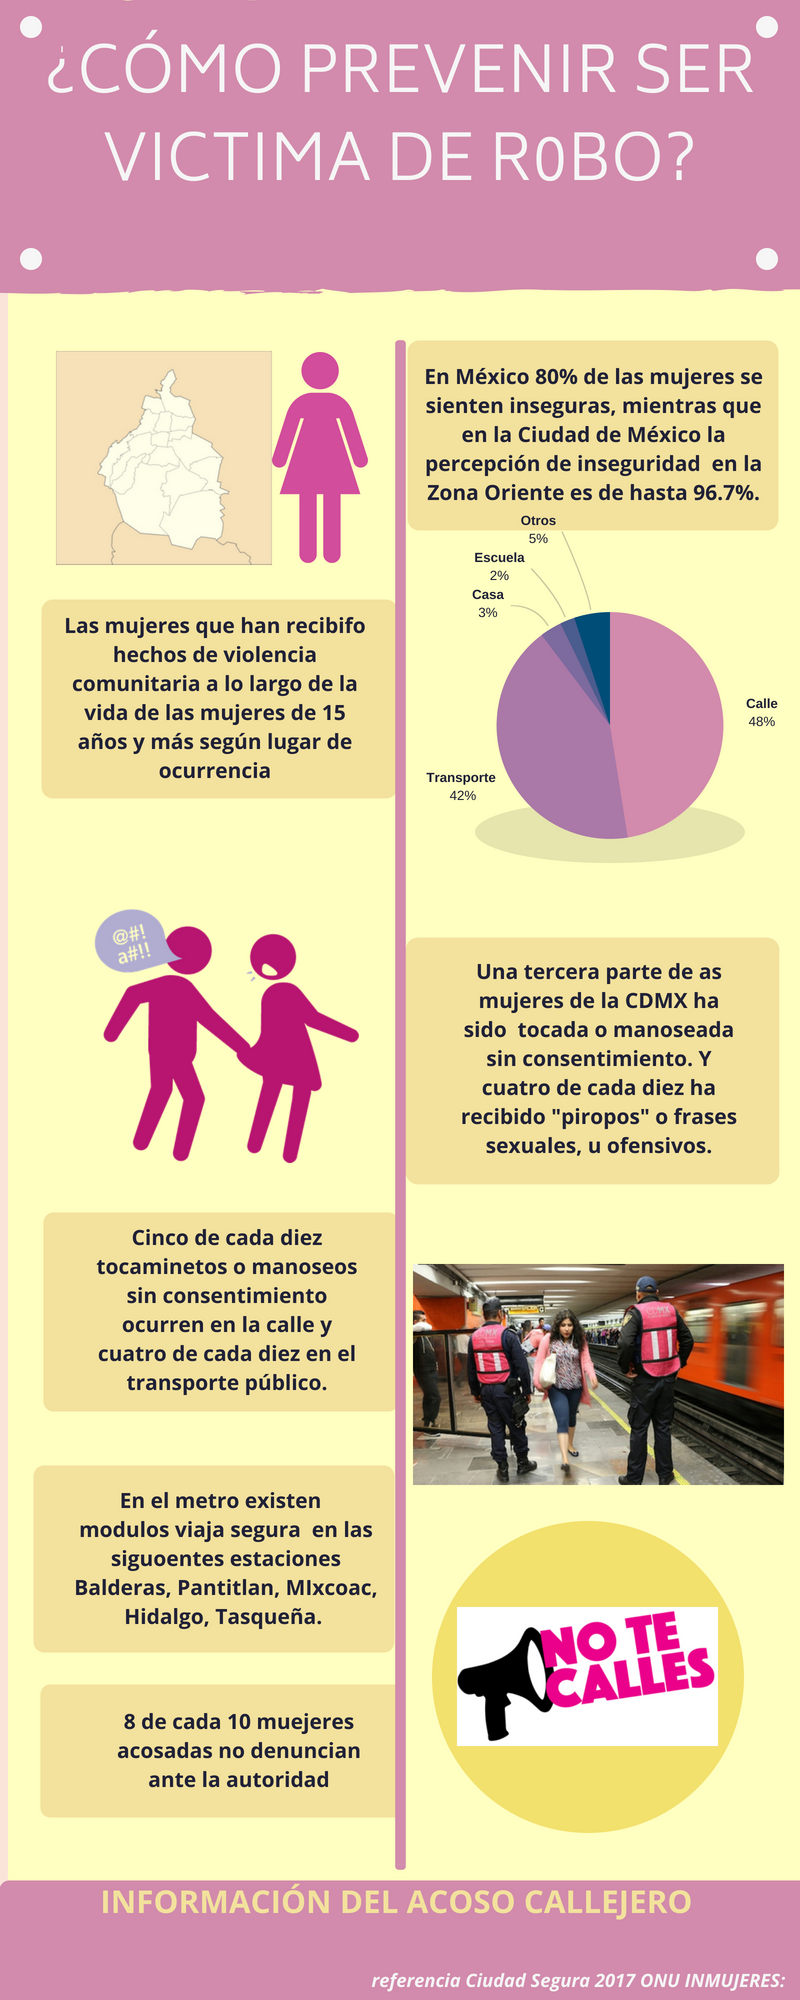 ¿CÓMO PREVENIR SER
VICTIMA DE R0BO?
En México 80% de las mujeres se
sienten inseguras, mientras que
en la Ciudad de México la
percepción de inseguridad en la
Zona Oriente es de hasta 96.7%.
Otros
5%
Escuela
2%
Casa
3%
Calle
48%
Transporte
42%
Las mujeres que han recibifo
hechos de violencia
comunitaria a lo largo de la
vida de las mujeres de 15
años y más según lugar de
ocurrencia
@#!
a#!!
Una tercera parte de as
mujeres de la CDMX ha
sido tocada o manoseada
sin consentimiento. Y
cuatro de cada diez ha
recibido "piropos" o frases
sexuales, u ofensivos.
Cinco de cada diez
tocaminetos o manoseos
sin consentimiento
ocurren en la calle y
cuatro de cada diez en el
transporte público.
En el metro existen
modulos viaja segura en las
siguoentes estaciones
Balderas, Pantitlan, MIxcoac,
Hidalgo, Tasqueña.
NO TE
CALLES
8 de cada 10 muejeres
acosadas no denuncian
ante la autoridad
INFORMACIÓN DEL ACOSO CALLEJERO
referencia Ciudad Segura 2017 ONU INMUJERES: